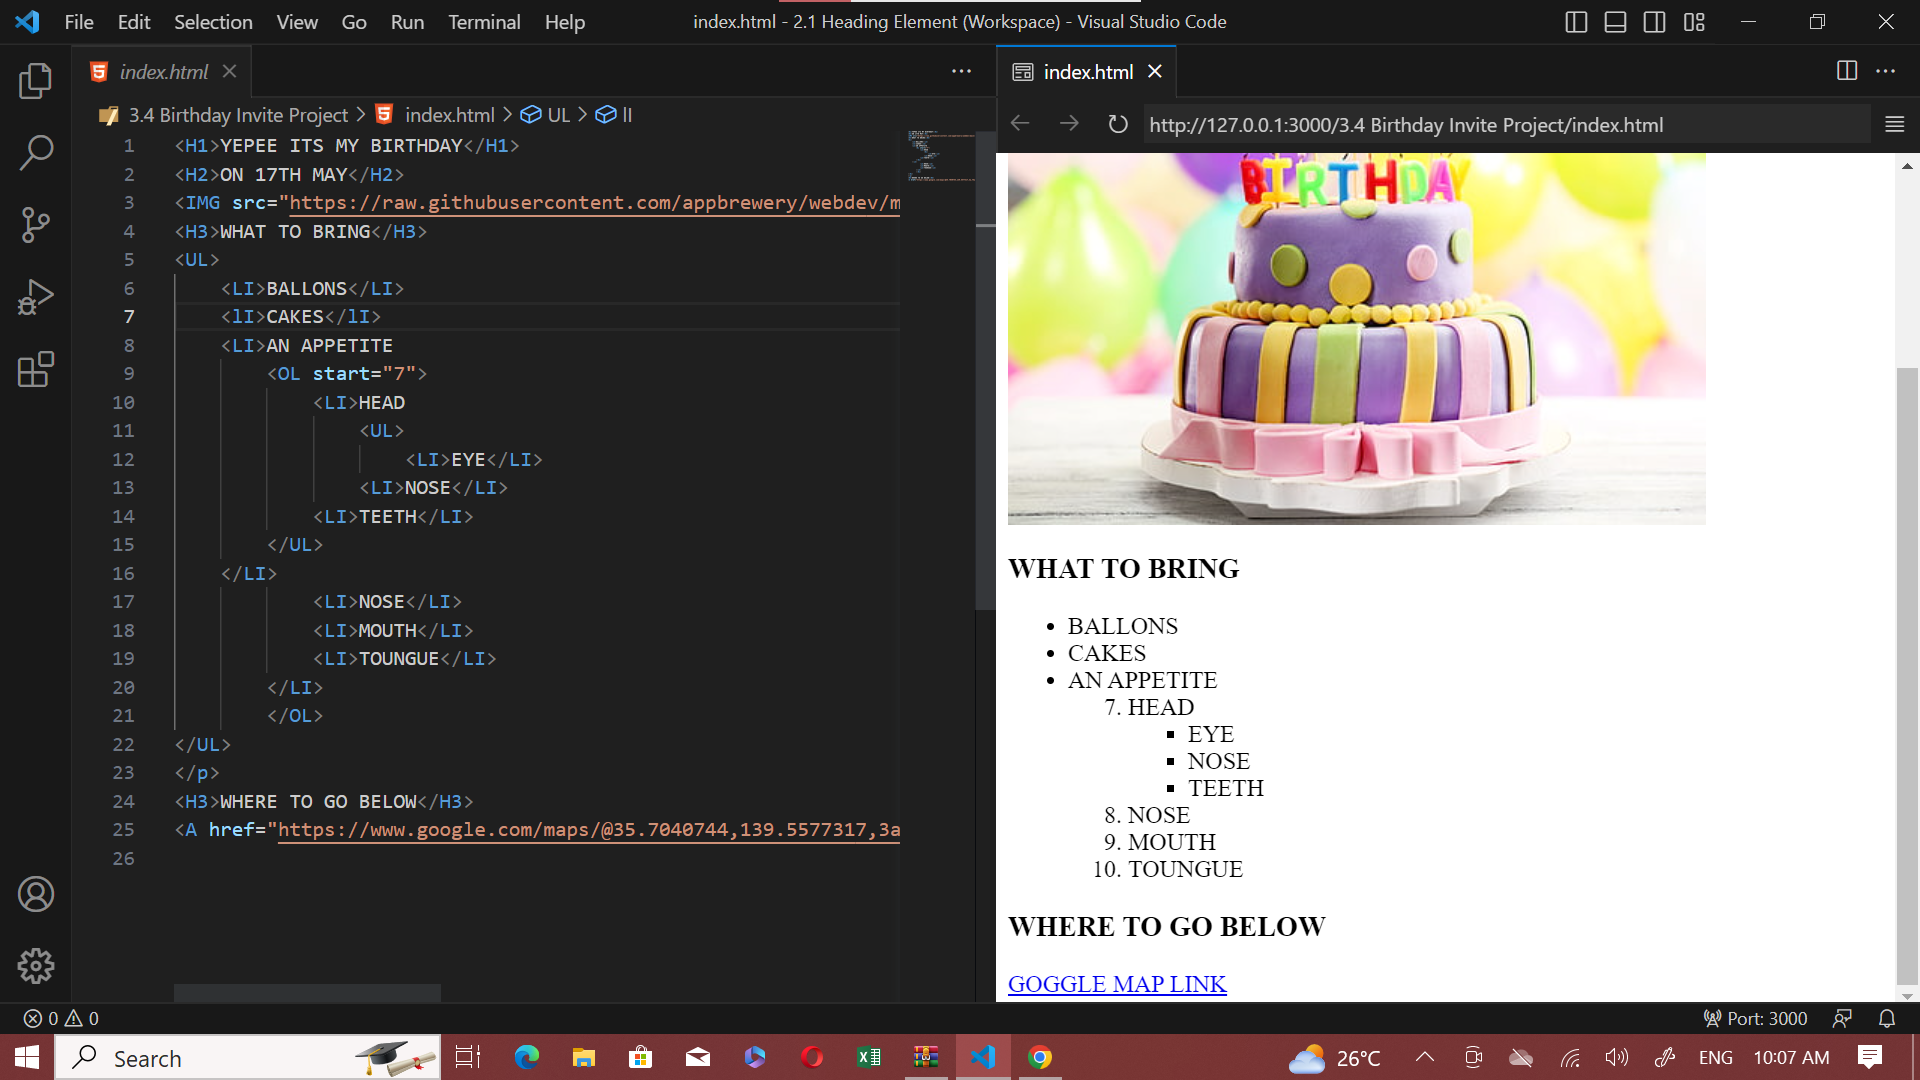 File Edit Selection View Go Run Terminal Help
index.html - 2.1 Heading Element (Workspace) - Visual Studio Code
index.html
3.4 Birthday Invite Project > index.html > UL > lI
1 <H1>YEPEE ITS MY BIRTHDAY</H1>
2 <H2>ON 17TH MAY</H2>
3 <IMG src="https://raw.githubusercontent.com/appbrewery/webdev/m
4 <H3>WHAT TO BRING</H3>
5 <UL>
6 <LI>BALLONS</LI>
7 <lI>CAKES</lI>
8 <LI>AN APPETITE
9 <OL start="7">
10 <LI>HEAD
11 <UL>
12 <LI>EYE</LI>
13 <LI>NOSE</LI>
14 <LI>TEETH</LI>
15 </UL>
16 </LI>
17 <LI>NOSE</LI>
18 <LI>MOUTH</LI>
19 <LI>TOUNGUE</LI>
20 </LI>
21 </OL>
22 </UL>
23 </p>
24 <H3>WHERE TO GO BELOW</H3>
25 <A href="https://www.google.com/maps/@35.7040744,139.5577317,3a
26
index.html
http://127.0.0.1:3000/3.4 Birthday Invite Project/index.html
BIRTHDAY
WHAT TO BRING
• BALLONS
• CAKES
• AN APPETITE
7. HEAD
▪ EYE
▪ NOSE
▪ TEETH
8. NOSE
9. MOUTH
10. TOUNGUE
WHERE TO GO BELOW
GOGGLE MAP LINK
0 0
Port: 3000
Search
26°C
ENG
10:07 AM